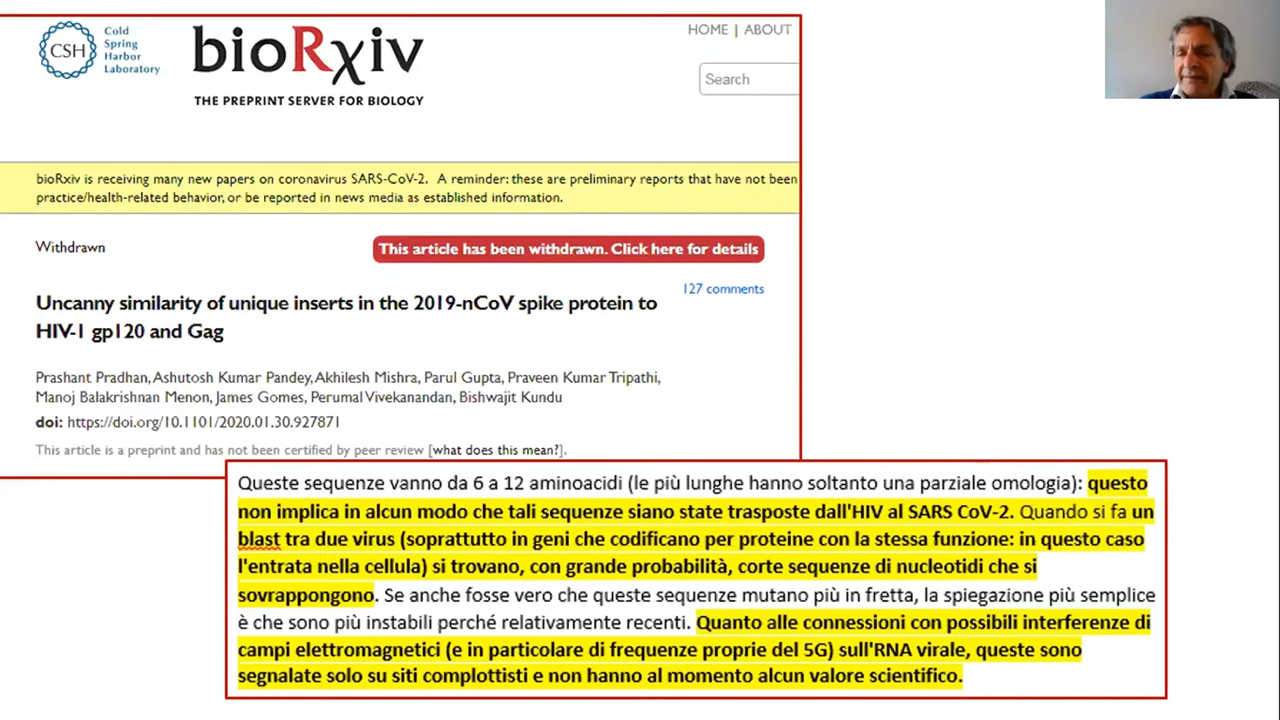 CSH
Cold
Spring
Harbor
Laboratory
bioRxiv
THE PREPRINT SERVER FOR BIOLOGY
HOME | ABOUT
Search
bioRxiv is receiving many new papers on coronavirus SARS-CoV-2. A reminder: these are preliminary reports that have not been
practice/health-related behavior, or be reported in news media as established information.
Withdrawn
This article has been withdrawn. Click here for details
127 comments
Uncanny similarity of unique inserts in the 2019-nCoV spike protein to
HIV-1 gp120 and Gag
Prashant Pradhan, Ashutosh Kumar Pandey, Akhilesh Mishra, Parul Gupta, Praveen Kumar Tripathi,
Manoj Balakrishnan Menon, James Gomes, Perumal Vivekanandan, Bishwajit Kundu
doi: https://doi.org/10.1101/2020.01.30.927871
This article is a preprint and has not been certified by peer review [what does this mean?].
Queste sequenze vanno da 6 a 12 aminoacidi (le più lunghe hanno soltanto una parziale omologia): questo
non implica in alcun modo che tali sequenze siano state trasposte dall'HIV al SARS CoV-2. Quando si fa un
blast tra due virus (soprattutto in geni che codificano per proteine con la stessa funzione: in questo caso
l'entrata nella cellula) si trovano, con grande probabilità, corte sequenze di nucleotidi che si
sovrappongono. Se anche fosse vero che queste sequenze mutano più in fretta, la spiegazione più semplice
è che sono più instabili perché relativamente recenti. Quanto alle connessioni con possibili interferenze di
campi elettromagnetici (e in particolare di frequenze proprie del 5G) sull'RNA virale, queste sono
segnalate solo su siti complottisti e non hanno al momento alcun valore scientifico.